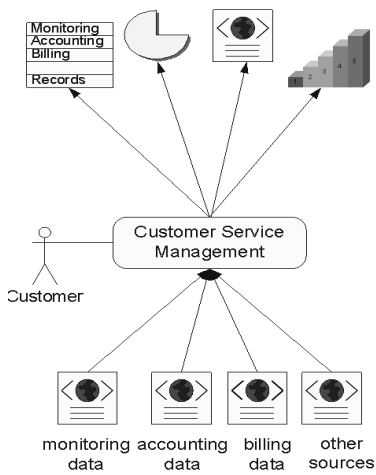 Monitoring
Accounting
Billing
Records
1 2 3 4 5
Customer Service
Management
Customer
monitoring
data
accounting
data
billing
data
other
sources